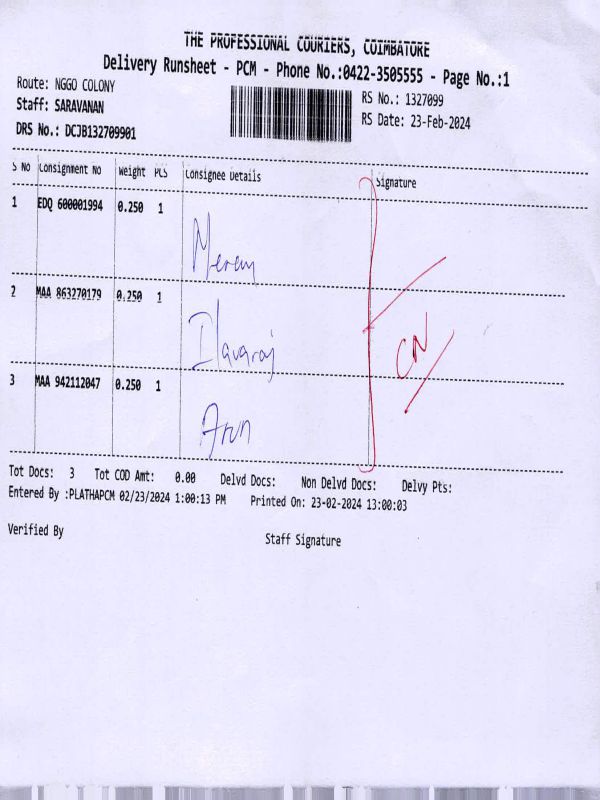 THE PROFESSIONAL COURIERS, COIMBATORE
Delivery Runsheet - PCM - Phone No.:0422-3505555 - Page No.:1
Route: NGGO COLONY
RS No.: 1327099
Staff: SARAVANAN
RS Date: 23-Feb-2024
DRS No.: DCJB132709901
S NO Consignment No Weight PCS Consignee Details Signature
1 EDQ 600001994 0.250 1
2 MAA 863270179 0.250 1
Ilavaraj
CN
3 MAA 942112047 0.250 1
Arun
Tot Docs: 3 Tot COD Amt: 0.00 Delvd Docs: Non Delvd Docs: Delvy Pts:
Entered By :PLATHAPCM 02/23/2024 1:00:13 PM Printed On: 23-02-2024 13:00:03
Verified By
Staff Signature